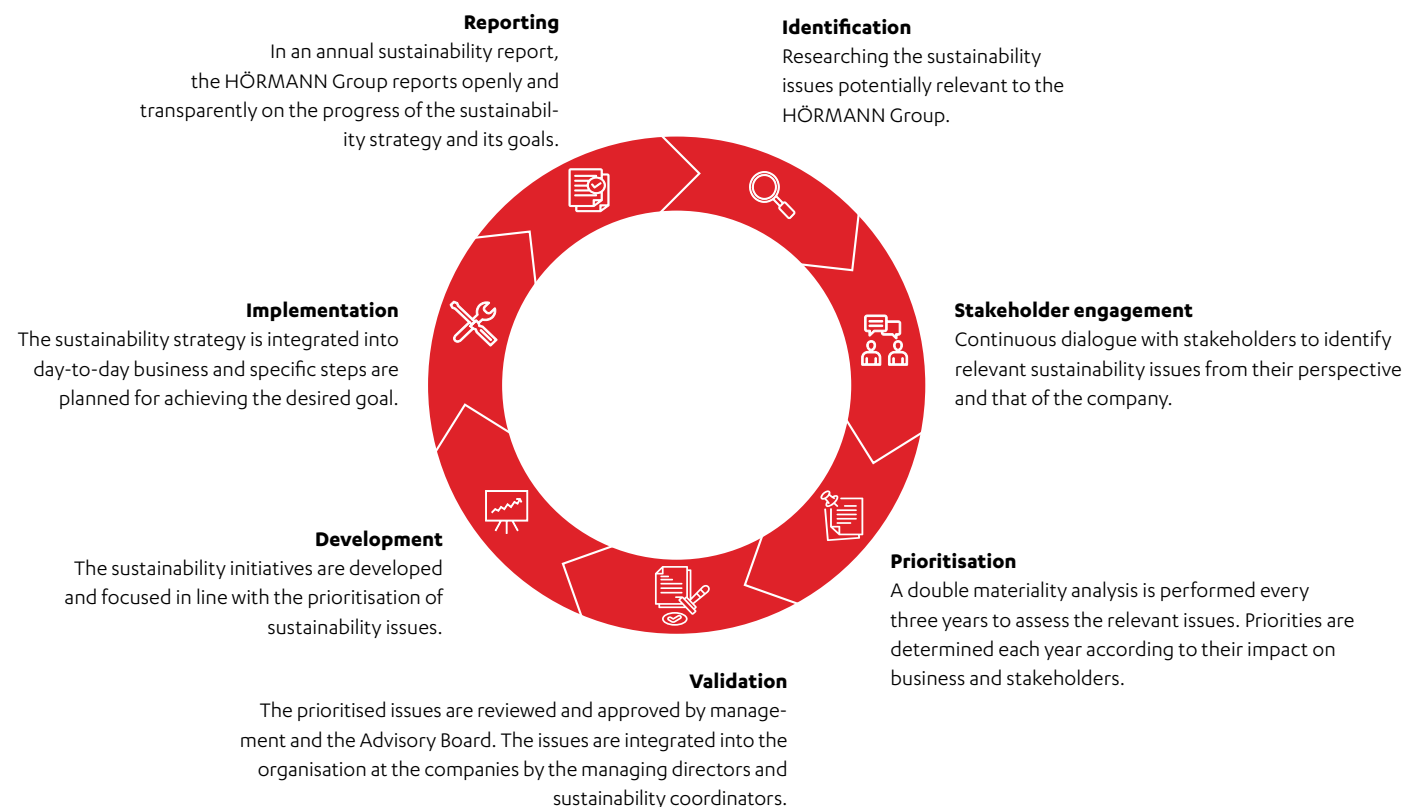 Reporting
In an annual sustainability report,
the HÖRMANN Group reports openly and
transparently on the progress of the sustainabil-
ity strategy and its goals.
Identification
Researching the sustainability
issues potentially relevant to the
HÖRMANN Group.
Implementation
The sustainability strategy is integrated into
day-to-day business and specific steps are
planned for achieving the desired goal.
Stakeholder engagement
Continuous dialogue with stakeholders to identify
relevant sustainability issues from their perspective
and that of the company.
Development
The sustainability initiatives are developed
and focused in line with the prioritisation of
sustainability issues.
Prioritisation
A double materiality analysis is performed every
three years to assess the relevant issues. Priorities are
determined each year according to their impact on
business and stakeholders.
Validation
The prioritised issues are reviewed and approved by manage-
ment and the Advisory Board. The issues are integrated into the
organisation at the companies by the managing directors and
sustainability coordinators.